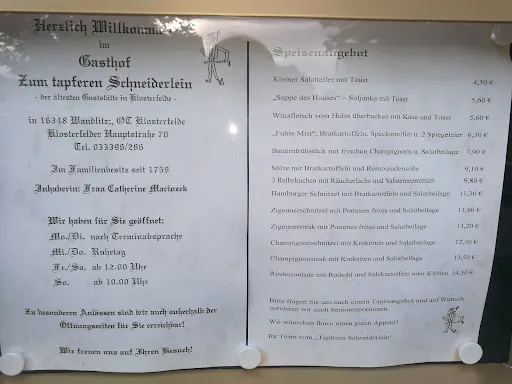 Herzlich Willkommen
im
Gasthof
Zum tapferen Schneiderlein
- der ältesten Gaststätte in Klosterfelde -
in 16348 Wandlitz, OT Klosterfelde
Klosterfelder Hauptstraße 70
Tel. 033396/286
Im Familienbesitz seit 1759
Inhaberin: Frau Catherine Maciozek
Wir haben für Sie geöffnet:
Mo./Di. nach Terminabsprache
Mi./Do. Ruhetag
Fr./Sa. ab 12.00 Uhr
So. ab 10.00 Uhr
Zu besonderen Anlässen sind wir auch außerhalb der
Öffnungszeiten für Sie erreichbar!
Wir freuen uns auf Ihren Besuch!
Speisenangebot
Kleiner Salatteller mit Toast 4,50 €
„Suppe des Hauses" – Soljanka mit Toast 5,60 €
Würzfleisch vom Huhn überbacken mit Käse und Toast 5,60 €
„Fuhre Mist", Bratkartoffeln, Speckstreifen u. 2 Spiegeleier 6,50 €
Bauernfrühstück mit frischen Champignons u. Salatbeilage 7,90 €
Sülze mit Bratkartoffeln und Remouladensoße 9,10 €
3 Reibekuchen mit Räucherlachs und Sahnemeerrettich 9,80 €
Hamburger Schnitzel mit Bratkartoffeln und Salatbeilage 11,30 €
Zigeunerschnitzel mit Pommes frites und Salatbeilage 11,80 €
Zigeunersteak mit Pommes frites und Salatbeilage 13,20 €
Champignonschnitzel mit Kroketten und Salatbeilage 12,50 €
Champignonsteak mit Kroketten und Salatbeilage 13,50 €
Rinderroulade mit Rotkohl und Salzkartoffeln oder Klößen 14,50 €
Bitte fragen Sie uns nach einem Tagesangebot und auf Wunsch
servieren wir auch Seniorenportionen.
Wir wünschen Ihnen einen guten Appetit!
Ihr Team vom „Tapferen Schneiderlein"